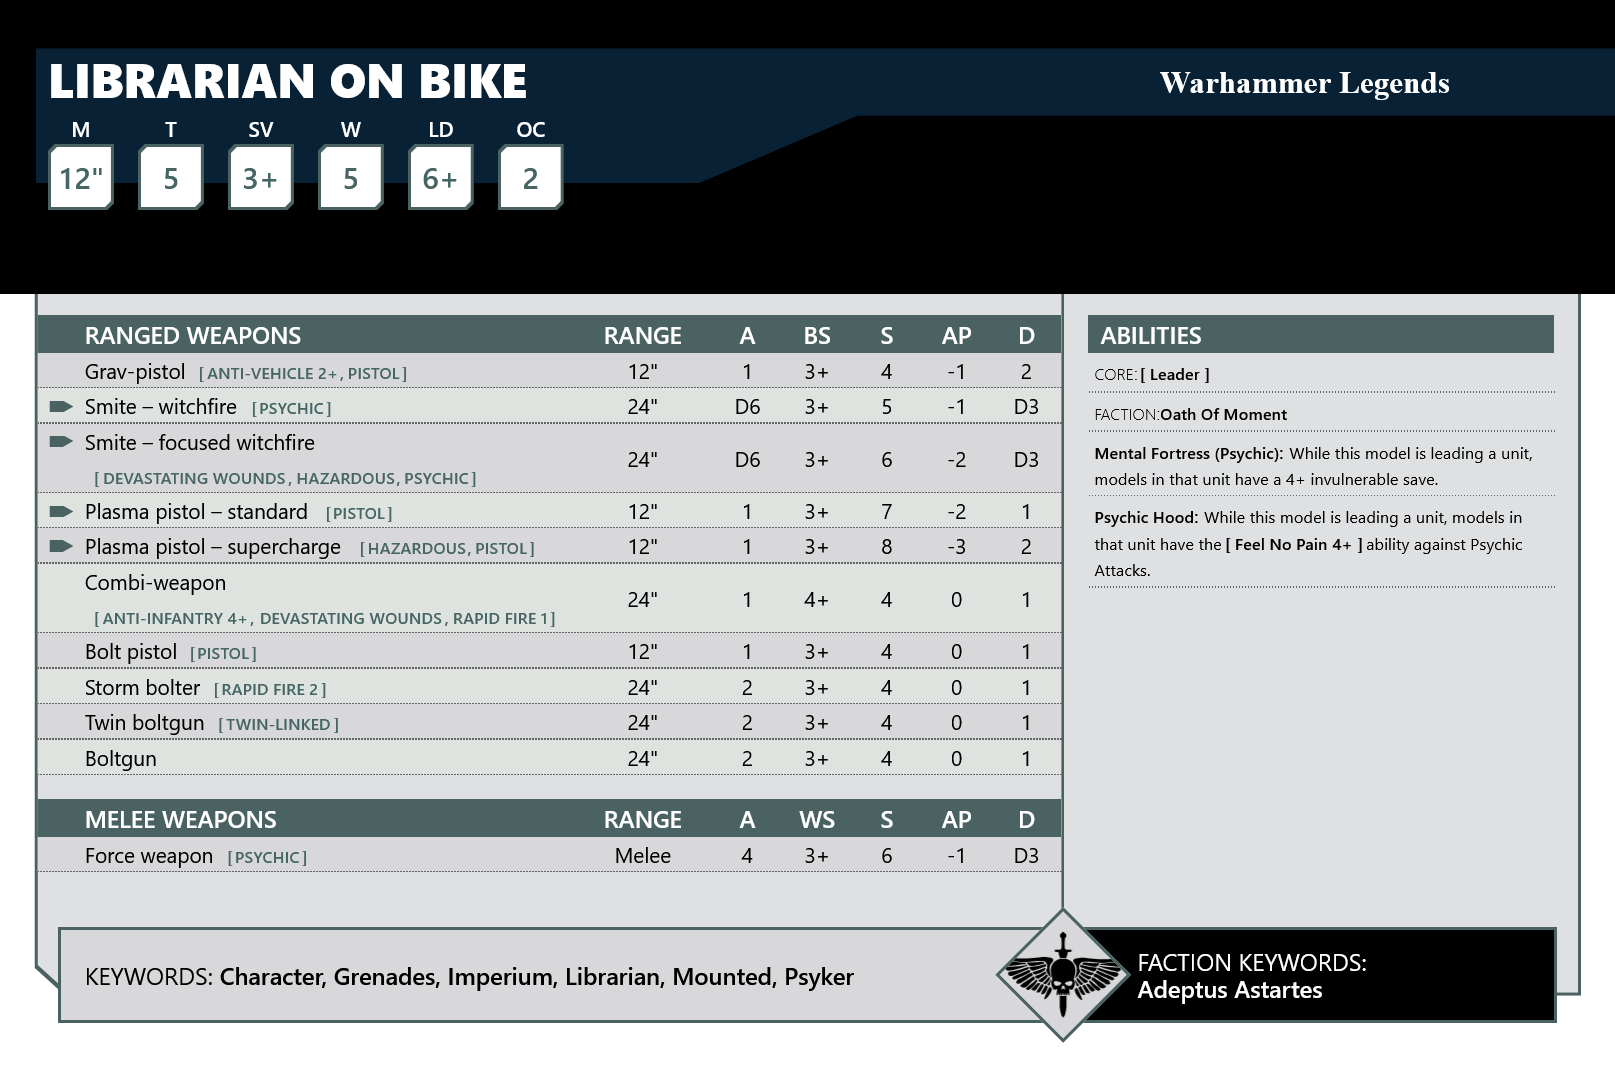 LIBRARIAN ON BIKE
Warhammer Legends
M T SV W LD OC
12" 5 3+ 5 6+ 2
RANGED WEAPONS RANGE A BS S AP D
Grav-pistol [ANTI-VEHICLE 2+, PISTOL] 12" 1 3+ 4 -1 2
Smite – witchfire [PSYCHIC] 24" D6 3+ 5 -1 D3
Smite – focused witchfire
[DEVASTATING WOUNDS, HAZARDOUS, PSYCHIC] 24" D6 3+ 6 -2 D3
Plasma pistol – standard [PISTOL] 12" 1 3+ 7 -2 1
Plasma pistol – supercharge [HAZARDOUS, PISTOL] 12" 1 3+ 8 -3 2
Combi-weapon
[ANTI-INFANTRY 4+, DEVASTATING WOUNDS, RAPID FIRE 1] 24" 1 4+ 4 0 1
Bolt pistol [PISTOL] 12" 1 3+ 4 0 1
Storm bolter [RAPID FIRE 2] 24" 2 3+ 4 0 1
Twin boltgun [TWIN-LINKED] 24" 2 3+ 4 0 1
Boltgun 24" 2 3+ 4 0 1
MELEE WEAPONS RANGE A WS S AP D
Force weapon [PSYCHIC] Melee 4 3+ 6 -1 D3
ABILITIES
CORE: [ Leader ]
FACTION: Oath Of Moment
Mental Fortress (Psychic): While this model is leading a unit,
models in that unit have a 4+ invulnerable save.
Psychic Hood: While this model is leading a unit, models in
that unit have the [ Feel No Pain 4+ ] ability against Psychic
Attacks.
KEYWORDS: Character, Grenades, Imperium, Librarian, Mounted, Psyker
FACTION KEYWORDS:
Adeptus Astartes